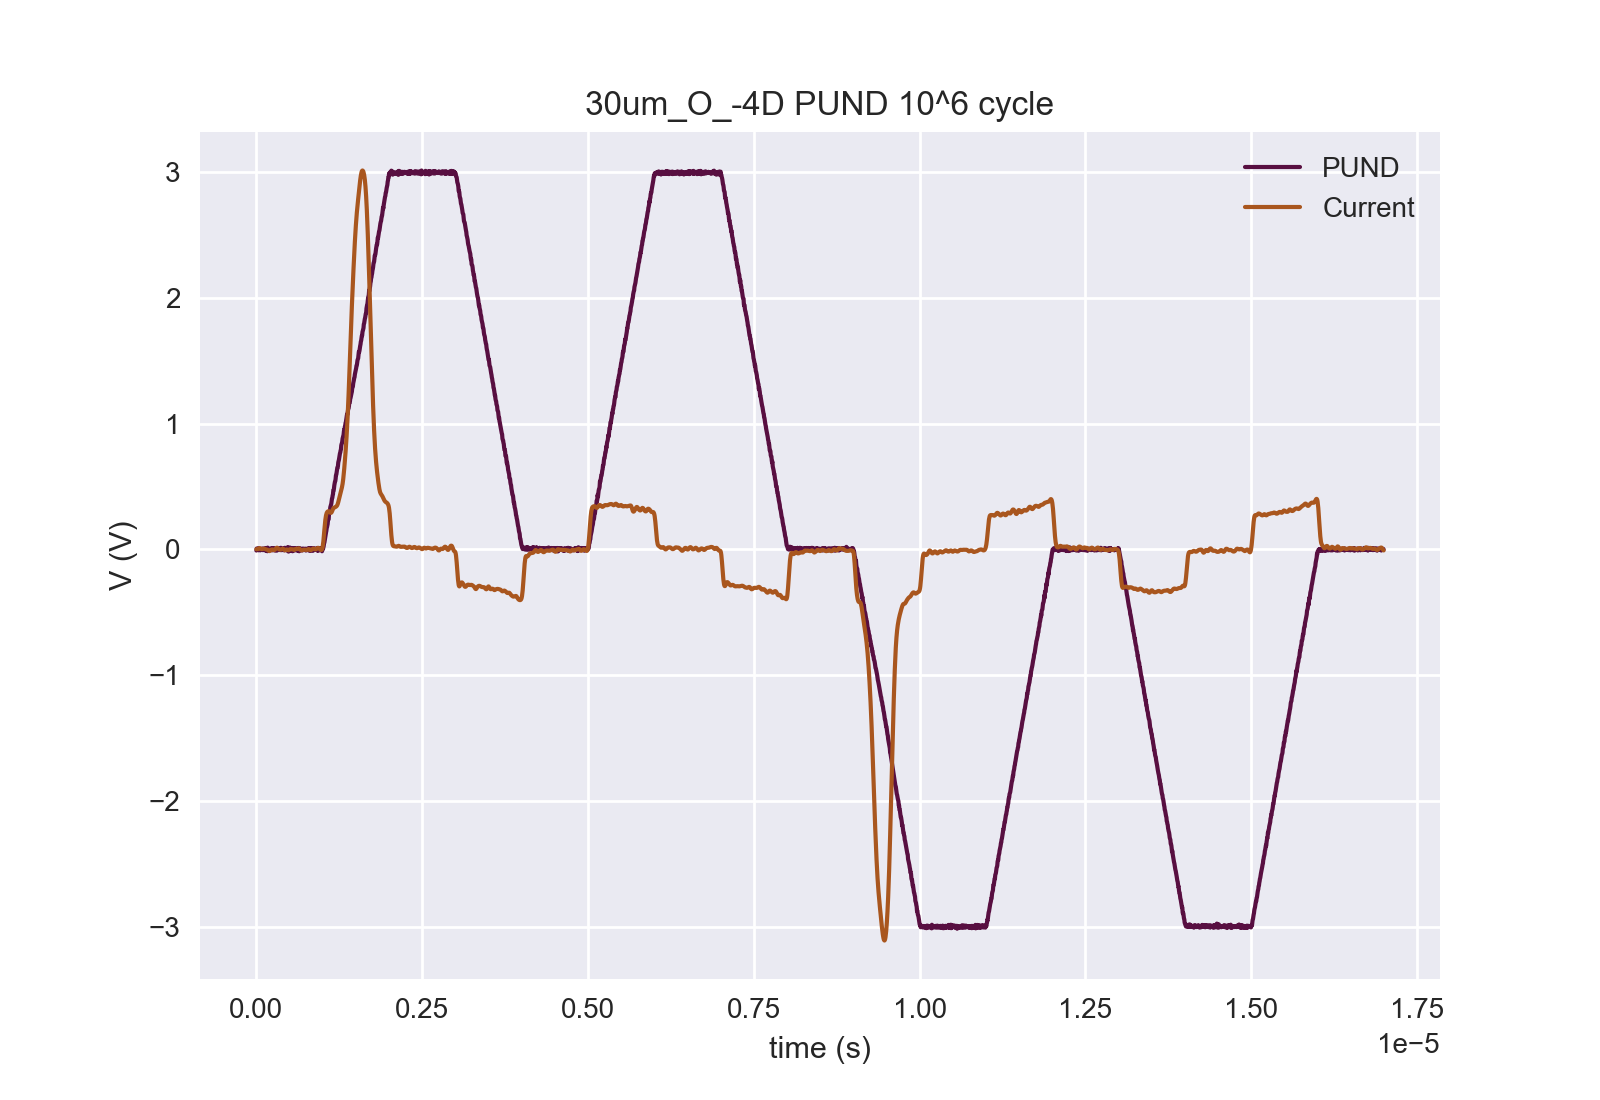 30um_O_-4D PUND 10^6 cycle
PUND
Current
3
2
1
0
−1
−2
−3
V (V)
0.00 0.25 0.50 0.75 1.00 1.25 1.50 1.75
1e−5
time (s)